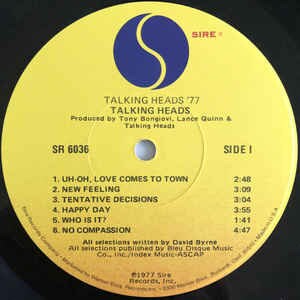 SIRE
TALKING HEADS '77
TALKING HEADS
Produced by Tony Bongiovi, Lance Quinn &
Talking Heads
SR 6036
SIDE 1
1. UH-OH, LOVE COMES TO TOWN 2:48
2. NEW FEELING 3:09
3. TENTATIVE DECISIONS 3:04
4. HAPPY DAY 3:55
5. WHO IS IT? 1:41
6. NO COMPASSION 4:47
All selections written by David Byrne
All selections published by Bleu Disque Music
Co., Inc./Index Music-ASCAP
©1977 Sire
Records, Inc.